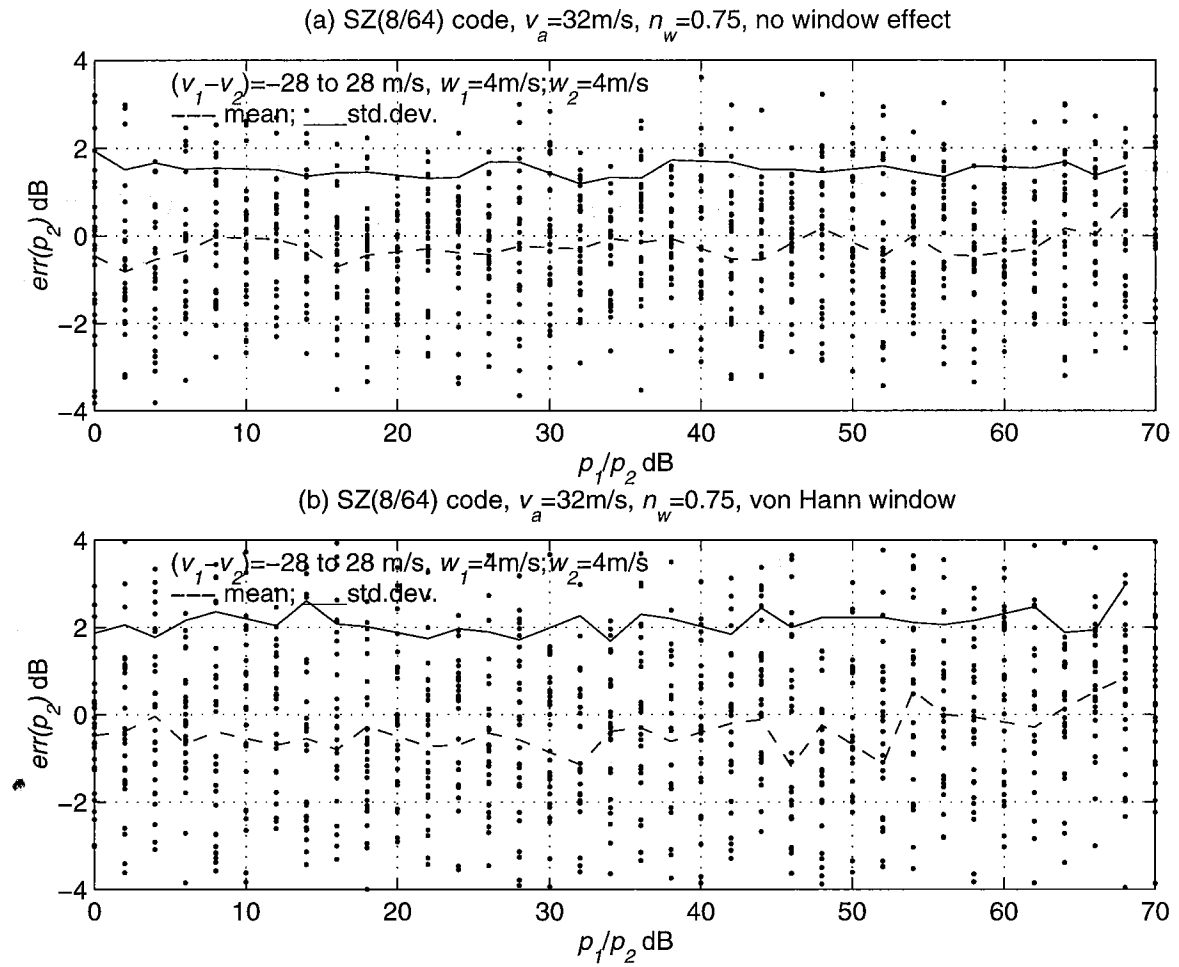 (a) SZ(8/64) code, v_a=32m/s, n_w=0.75, no window effect
4
(v_1−v_2)=−28 to 28 m/s, w_1=4m/s;w_2=4m/s
--- mean; ___std.dev.
2
0
−2
−4
err(p_2) dB
0 10 20 30 40 50 60 70
p_1/p_2 dB
(b) SZ(8/64) code, v_a=32m/s, n_w=0.75, von Hann window
4
(v_1−v_2)=−28 to 28 m/s, w_1=4m/s;w_2=4m/s
--- mean; ___std.dev.
2
0
−2
−4
err(p_2) dB
0 10 20 30 40 50 60 70
p_1/p_2 dB